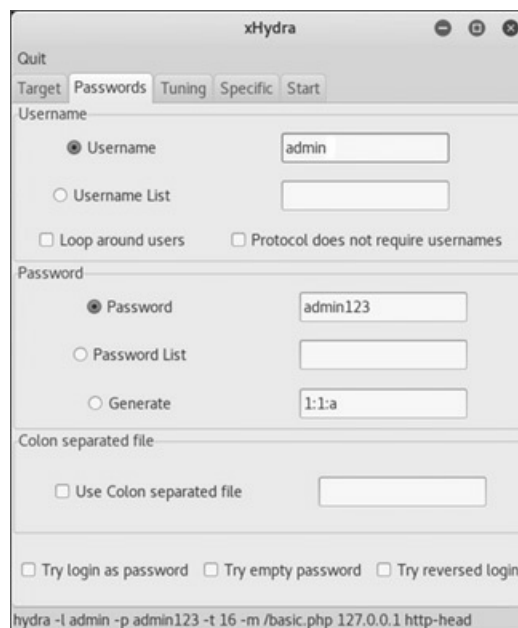 xHydra
Quit
Target Passwords Tuning Specific Start
Username
Username admin
Username List
Loop around users Protocol does not require usernames
Password
Password admin123
Password List
Generate 1:1:a
Colon separated file
Use Colon separated file
Try login as password Try empty password Try reversed login
hydra -l admin -p admin123 -t 16 -m /basic.php 127.0.0.1 http-head